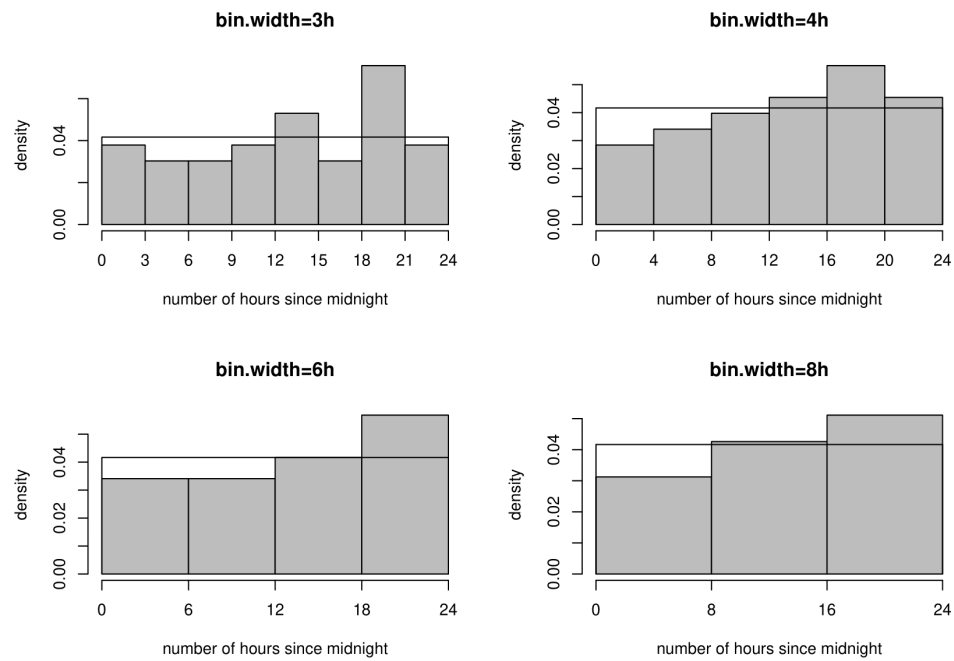 bin.width=3h
density
0.00
0.04
0 3 6 9 12 15 18 21 24
number of hours since midnight
bin.width=4h
density
0.00
0.02
0.04
0 4 8 12 16 20 24
number of hours since midnight
bin.width=6h
density
0.00
0.02
0.04
0 6 12 18 24
number of hours since midnight
bin.width=8h
density
0.00
0.02
0.04
0 8 16 24
number of hours since midnight